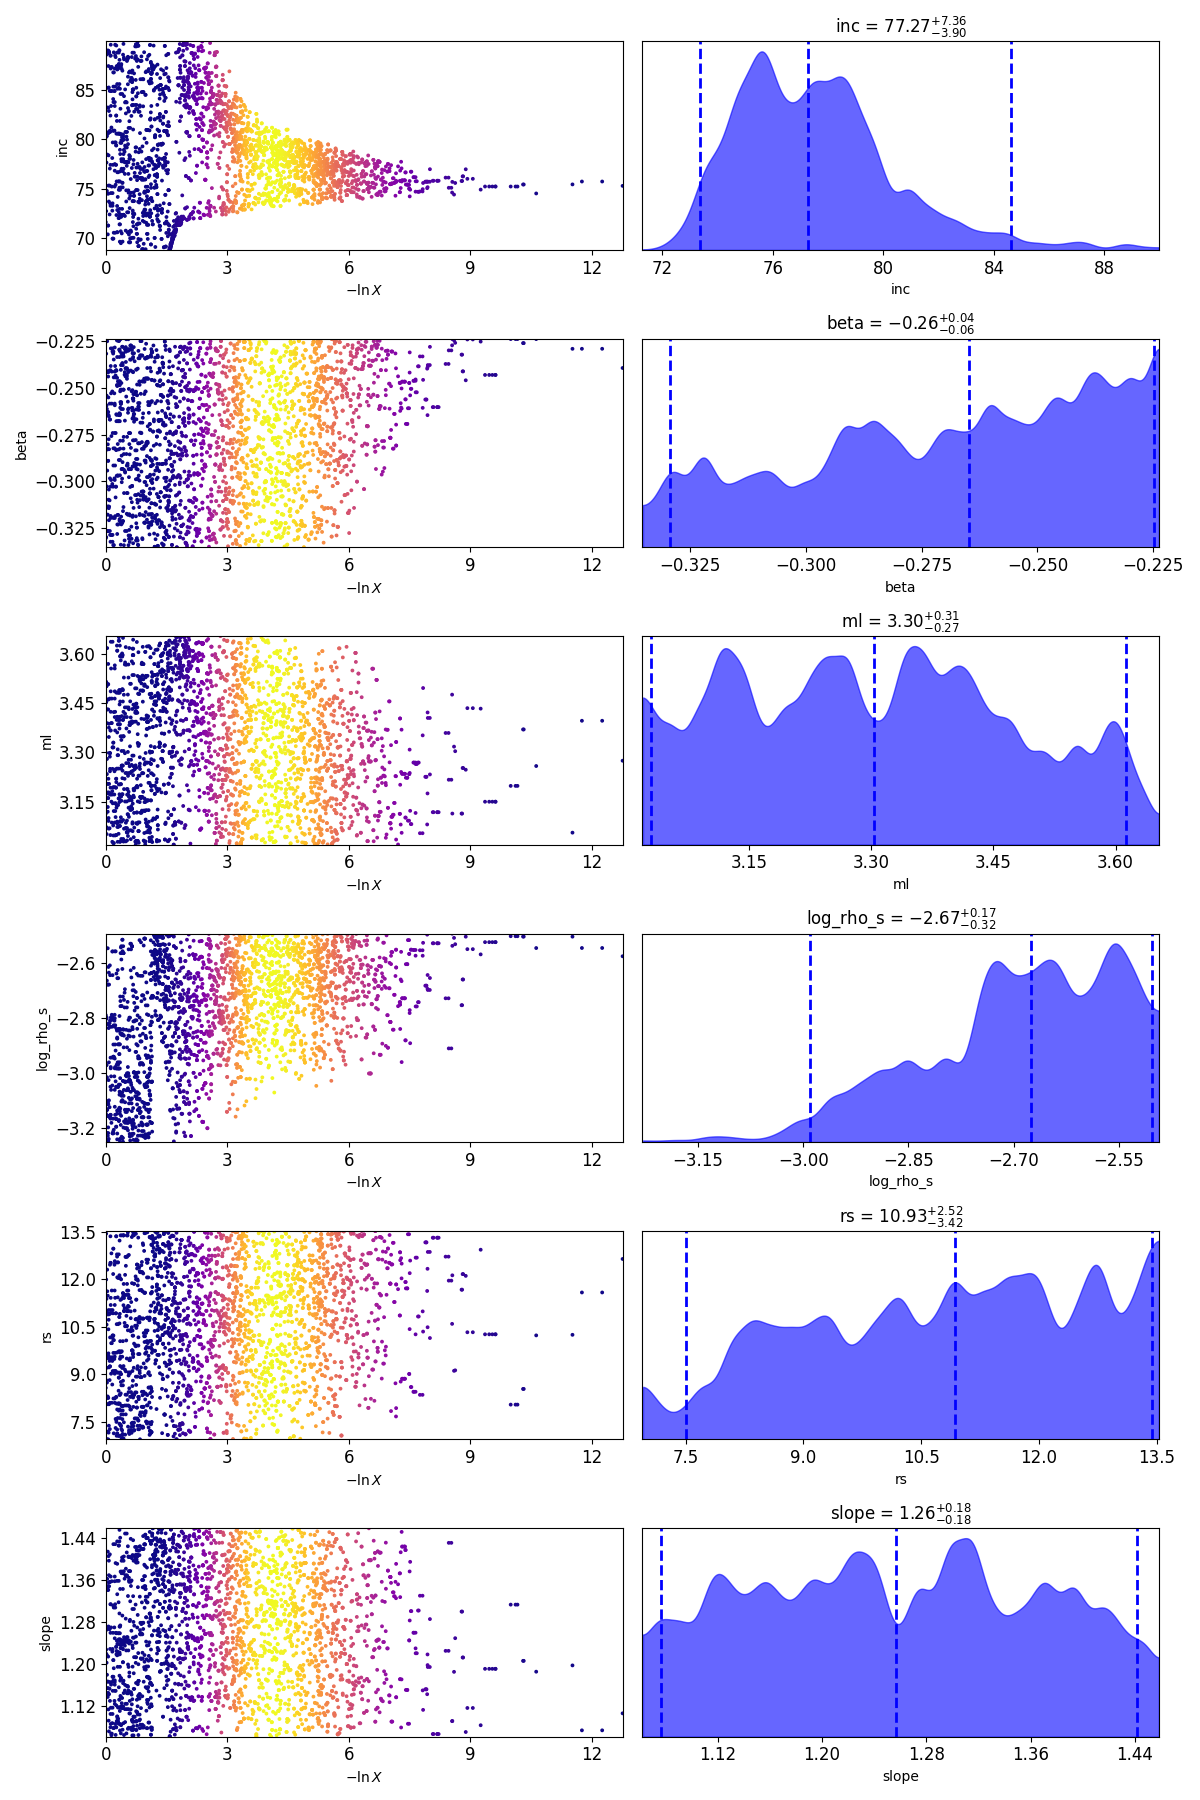 inc = 77.27+7.36 −3.90
85
80
75
70
inc
0 3 6 9 12
−ln X
72 76 80 84 88
inc
beta = −0.26+0.04 −0.06
−0.225
−0.250
−0.275
−0.300
−0.325
beta
0 3 6 9 12
−ln X
−0.325 −0.300 −0.275 −0.250 −0.225
beta
ml = 3.30+0.31 −0.27
3.60
3.45
3.30
3.15
ml
0 3 6 9 12
−ln X
3.15 3.30 3.45 3.60
ml
log_rho_s = −2.67+0.17 −0.32
−2.6
−2.8
−3.0
−3.2
log_rho_s
0 3 6 9 12
−ln X
−3.15 −3.00 −2.85 −2.70 −2.55
log_rho_s
rs = 10.93+2.52 −3.42
13.5
12.0
10.5
9.0
7.5
rs
0 3 6 9 12
−ln X
7.5 9.0 10.5 12.0 13.5
rs
slope = 1.26+0.18 −0.18
1.44
1.36
1.28
1.20
1.12
slope
0 3 6 9 12
−ln X
1.12 1.20 1.28 1.36 1.44
slope